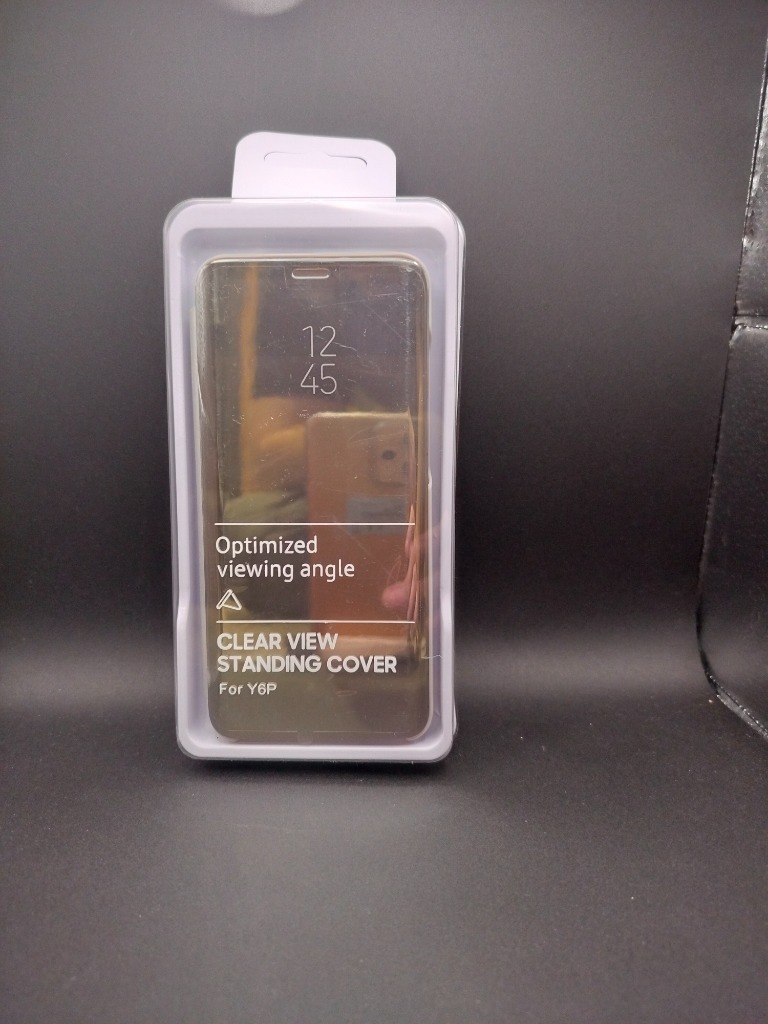 12
45
Optimized
viewing angle
CLEAR VIEW
STANDING COVER
For Y6P